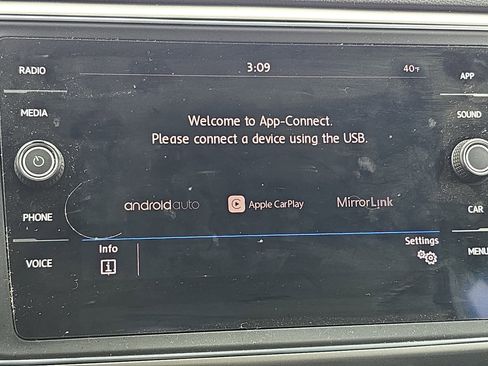 RADIO
3:09
40°F
APP
MEDIA
SOUND
Welcome to App-Connect.
Please connect a device using the USB.
androidauto
Apple CarPlay
MirrorLink
PHONE
CAR
Info
Settings
VOICE
MENU